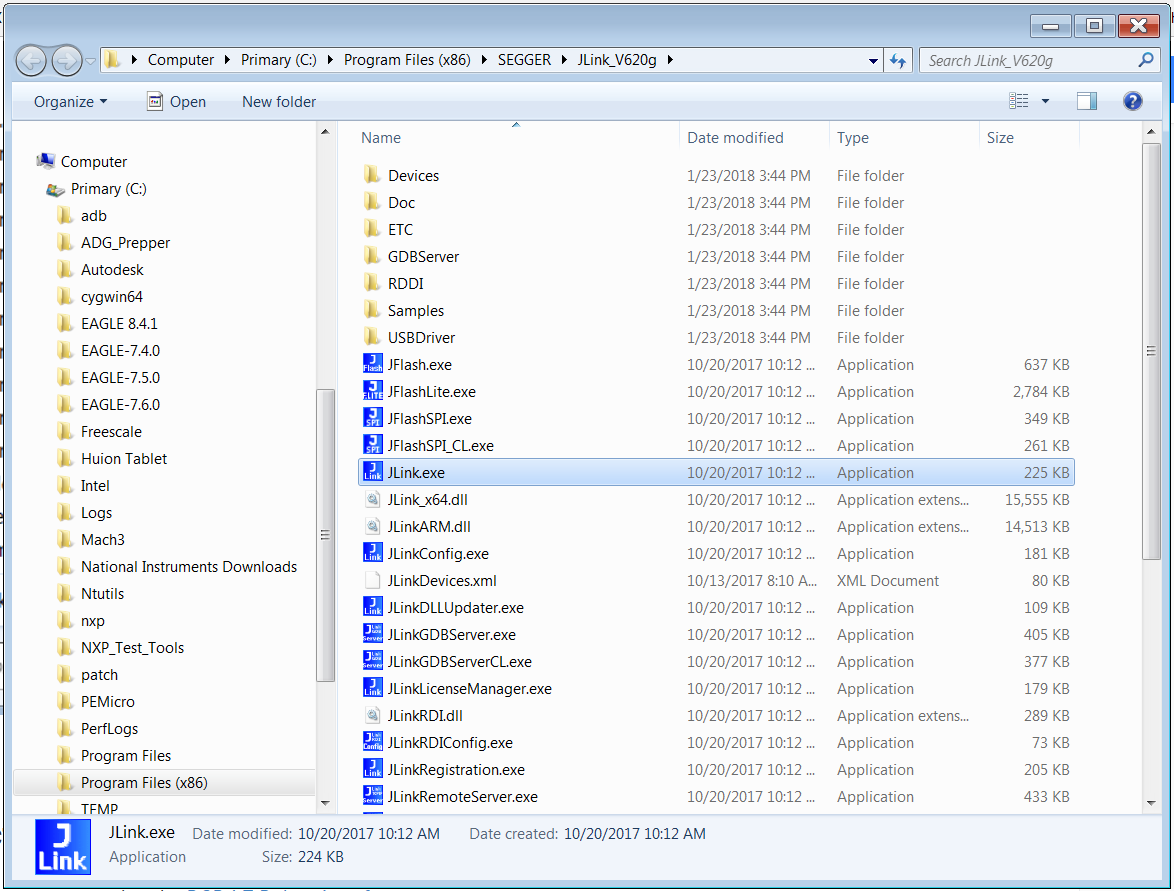 Computer Primary (C:) Program Files (x86) SEGGER JLink_V620g Search JLink_V620g
Organize Open New folder
Computer
Primary (C:)
adb
ADG_Prepper
Autodesk
cygwin64
EAGLE 8.4.1
EAGLE-7.4.0
EAGLE-7.5.0
EAGLE-7.6.0
Freescale
Huion Tablet
Intel
Logs
Mach3
National Instruments Downloads
Ntutils
nxp
NXP_Test_Tools
patch
PEMicro
PerfLogs
Program Files
Program Files (x86)
TEMP
Name Date modified Type Size
Devices 1/23/2018 3:44 PM File folder
Doc 1/23/2018 3:44 PM File folder
ETC 1/23/2018 3:44 PM File folder
GDBServer 1/23/2018 3:44 PM File folder
RDDI 1/23/2018 3:44 PM File folder
Samples 1/23/2018 3:44 PM File folder
USBDriver 1/23/2018 3:44 PM File folder
JFlash.exe 10/20/2017 10:12 ... Application 637 KB
JFlashLite.exe 10/20/2017 10:12 ... Application 2,784 KB
JFlashSPI.exe 10/20/2017 10:12 ... Application 349 KB
JFlashSPI_CL.exe 10/20/2017 10:12 ... Application 261 KB
JLink.exe 10/20/2017 10:12 ... Application 225 KB
JLink_x64.dll 10/20/2017 10:12 ... Application extens... 15,555 KB
JLinkARM.dll 10/20/2017 10:12 ... Application extens... 14,513 KB
JLinkConfig.exe 10/20/2017 10:12 ... Application 181 KB
JLinkDevices.xml 10/13/2017 8:10 A... XML Document 80 KB
JLinkDLLUpdater.exe 10/20/2017 10:12 ... Application 109 KB
JLinkGDBServer.exe 10/20/2017 10:12 ... Application 405 KB
JLinkGDBServerCL.exe 10/20/2017 10:12 ... Application 377 KB
JLinkLicenseManager.exe 10/20/2017 10:12 ... Application 179 KB
JLinkRDI.dll 10/20/2017 10:12 ... Application extens... 289 KB
JLinkRDIConfig.exe 10/20/2017 10:12 ... Application 73 KB
JLinkRegistration.exe 10/20/2017 10:12 ... Application 205 KB
JLinkRemoteServer.exe 10/20/2017 10:12 ... Application 433 KB
J Link
JLink.exe Date modified: 10/20/2017 10:12 AM Date created: 10/20/2017 10:12 AM
Application Size: 224 KB